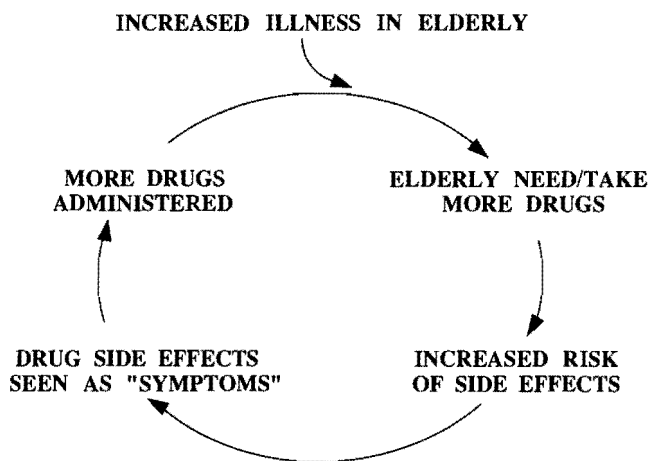 INCREASED ILLNESS IN ELDERLY
ELDERLY NEED/TAKE
MORE DRUGS
INCREASED RISK
OF SIDE EFFECTS
DRUG SIDE EFFECTS
SEEN AS "SYMPTOMS"
MORE DRUGS
ADMINISTERED